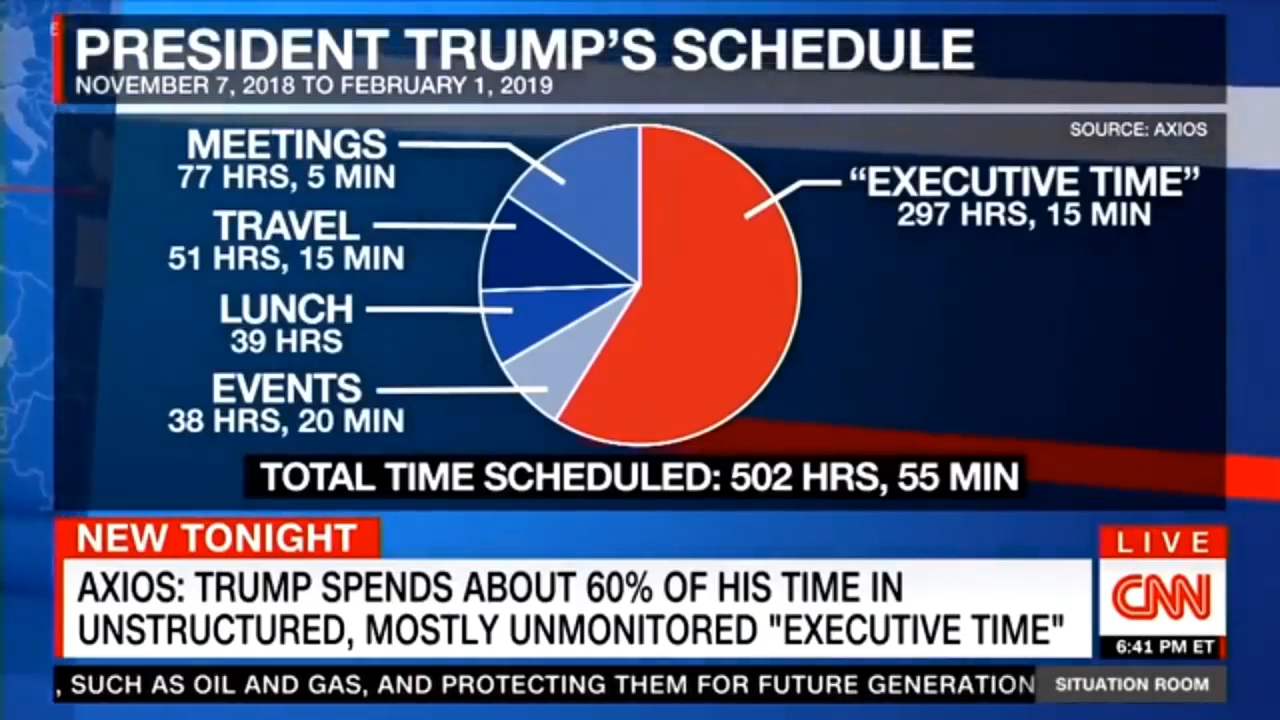 PRESIDENT TRUMP'S SCHEDULE
NOVEMBER 7, 2018 TO FEBRUARY 1, 2019
SOURCE: AXIOS
MEETINGS
77 HRS, 5 MIN
TRAVEL
51 HRS, 15 MIN
LUNCH
39 HRS
EVENTS
38 HRS, 20 MIN
“EXECUTIVE TIME”
297 HRS, 15 MIN
TOTAL TIME SCHEDULED: 502 HRS, 55 MIN
NEW TONIGHT
AXIOS: TRUMP SPENDS ABOUT 60% OF HIS TIME IN
UNSTRUCTURED, MOSTLY UNMONITORED "EXECUTIVE TIME"
LIVE
CNN
6:41 PM ET
, SUCH AS OIL AND GAS, AND PROTECTING THEM FOR FUTURE GENERATION
SITUATION ROOM